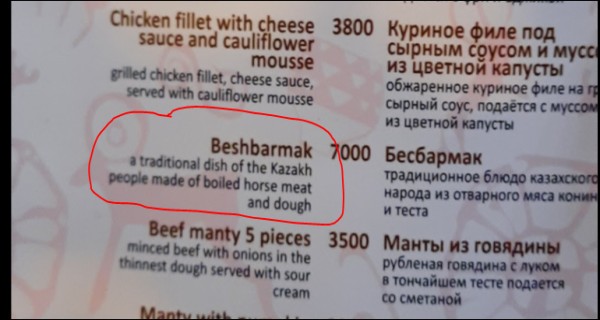 Chicken fillet with cheese 3800
sauce and cauliflower
mousse
grilled chicken fillet, cheese sauce,
served with cauliflower mousse
Beshbarmak 7000
a traditional dish of the Kazakh
people made of boiled horse meat
and dough
Beef manty 5 pieces 3500
minced beef with onions in the
thinnest dough served with sour
cream
Manty with
Куриное филе под
сырным соусом и мусс
из цветной капусты
обжаренное куриное филе на гр
сырный соус, подаётся с муссом
из цветной капусты
Бесбармак
традиционное блюдо казахского
народа из отварного мяса конин
и теста
Манты из говядины
рубленая говядина с луком
в тончайшем тесте подается
со сметаной